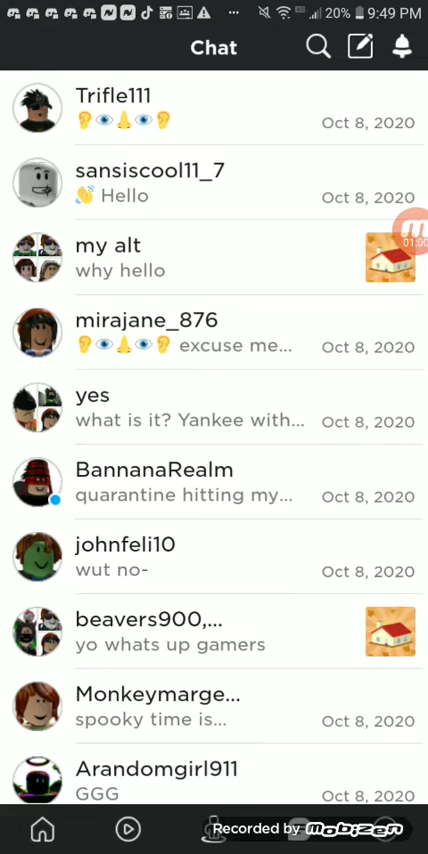 20% 9:49 PM
Chat
Trifle111
👂👁👃👁👂 Oct 8, 2020
sansiscool11_7
👋 Hello Oct 8, 2020
01:00
my alt
why hello
mirajane_876
👂👁👃👁👂 excuse me... Oct 8, 2020
yes
what is it? Yankee with... Oct 8, 2020
BannanaRealm
quarantine hitting my... Oct 8, 2020
johnfeli10
wut no- Oct 8, 2020
beavers900,...
yo whats up gamers
Monkeymarge...
spooky time is... Oct 8, 2020
Arandomgirl911
GGG Oct 8, 2020
Recorded by mobizen